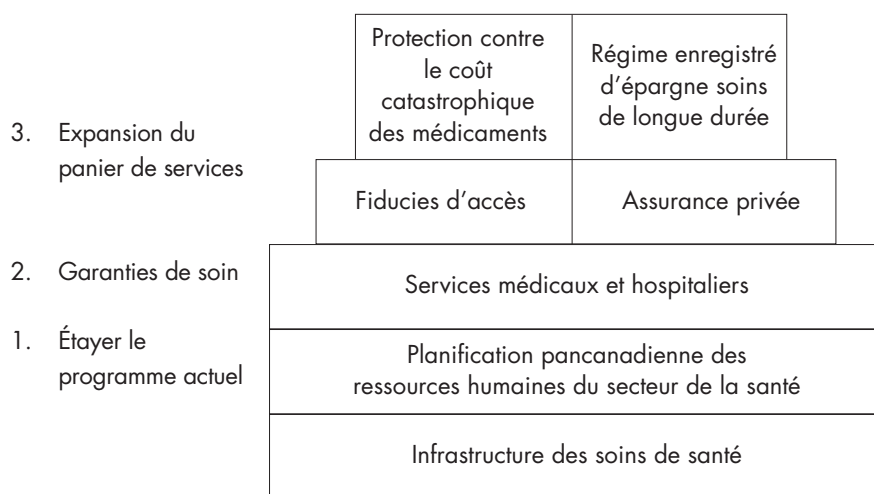 Protection contre
le coût
catastrophique
des médicaments
Régime enregistré
d'épargne soins
de longue durée
3. Expansion du
panier de services
Fiducies d'accès
Assurance privée
2. Garanties de soin
Services médicaux et hospitaliers
1. Étayer le
programme actuel
Planification pancanadienne des
ressources humaines du secteur de la santé
Infrastructure des soins de santé